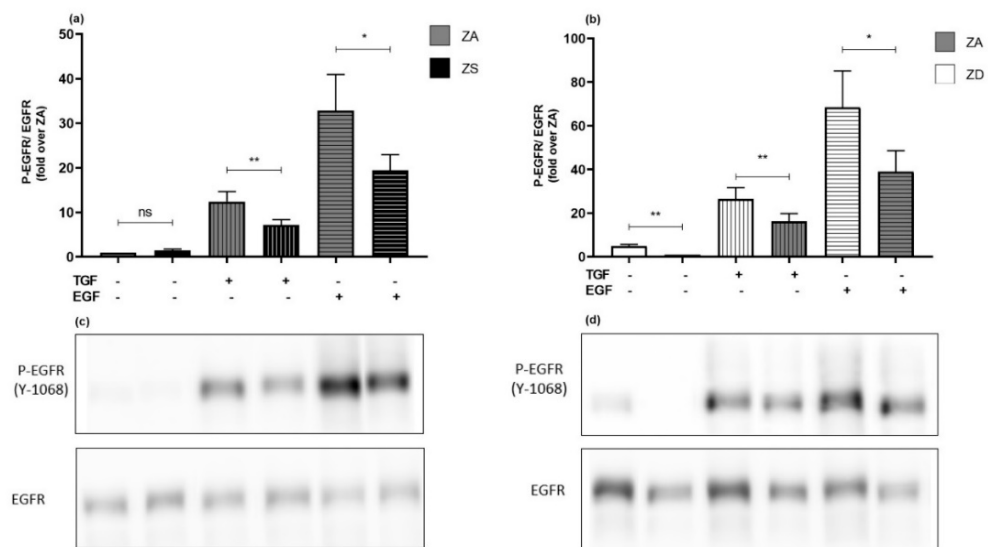 (a)
50
40
30
20
10
0
P-EGFR/ EGFR
(fold over ZA)
ns
**
*
ZA
ZS
TGF - - + + - -
EGF - - - - + +
(b)
100
80
60
40
20
0
P-EGFR/ EGFR
(fold over ZA)
**
**
*
ZA
ZD
TGF - - + + - -
EGF - - - - + +
(c)
P-EGFR
(Y-1068)
EGFR
(d)
P-EGFR
(Y-1068)
EGFR